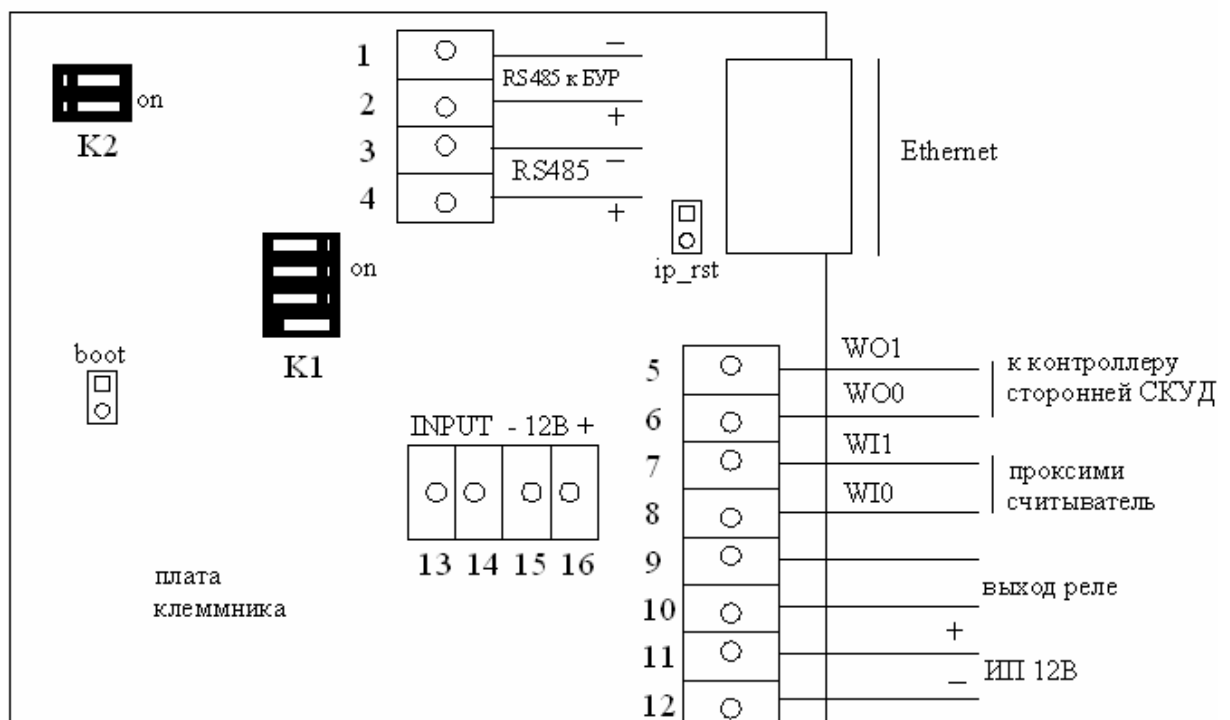 1
–
RS485 к БУР
2
+
3
–
RS485
4
+
on
K2
Ethernet
ip_rst
on
K1
boot
5
WO1
WO0
к контроллеру
сторонней СКУД
6
7
WI1
WI0
проксими
считыватель
8
INPUT - 12В +
13 14 15 16
9
выход реле
10
+
11
–
ИП 12В
12
плата
клеммника